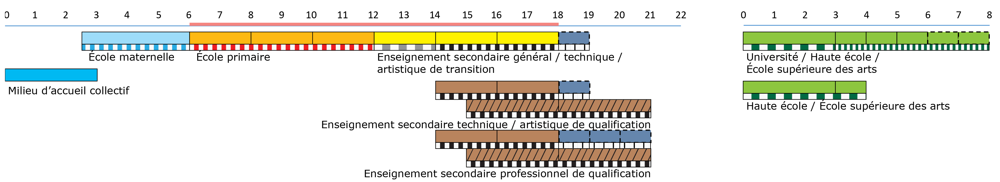 0 1 2 3 4 5 6 7 8 9 10 11 12 13 14 15 16 17 18 19 20 21 22
0 1 2 3 4 5 6 7 8
École maternelle
École primaire
Enseignement secondaire général / technique /
artistique de transition
Milieu d’accueil collectif
Enseignement secondaire technique / artistique de qualification
Enseignement secondaire professionnel de qualification
Université / Haute école /
École supérieure des arts
Haute école / École supérieure des arts